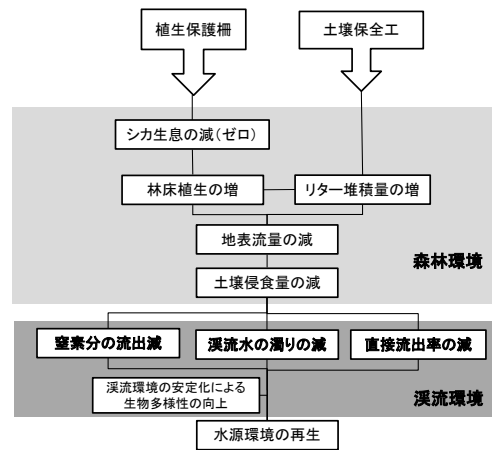 植生保護柵
土壌保全工
シカ生息の減(ゼロ)
林床植生の増
リター堆積量の増
地表流量の減
森林環境
土壌侵食量の減
窒素分の流出減
渓流水の濁りの減
直接流出率の減
渓流環境の安定化による
生物多様性の向上
渓流環境
水源環境の再生